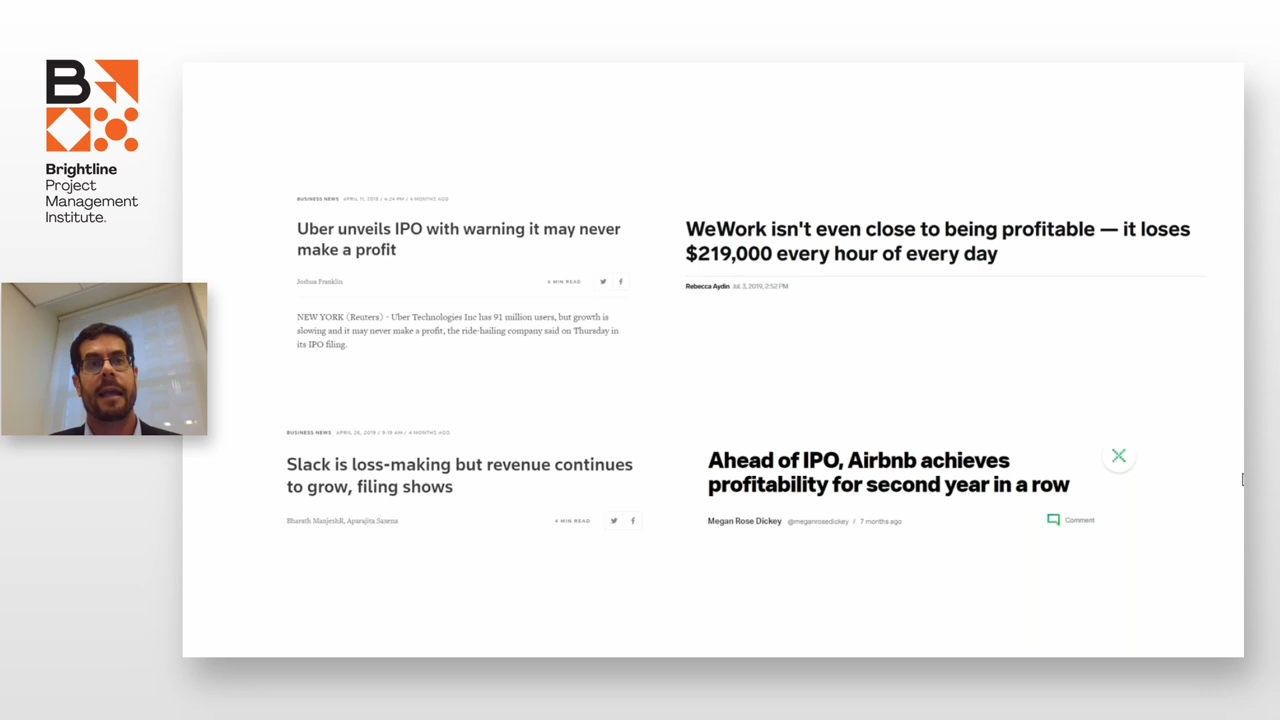 B
Brightline
Project
Management
Institute.
BUSINESS NEWS APRIL 11, 2019 / 4:24 PM / 4 MONTHS AGO
Uber unveils IPO with warning it may never
make a profit
Joshua Franklin
5 MIN READ
NEW YORK (Reuters) - Uber Technologies Inc has 91 million users, but growth is
slowing and it may never make a profit, the ride-hailing company said on Thursday in
its IPO filing.
WeWork isn't even close to being profitable — it loses
$219,000 every hour of every day
Rebecca Aydin Jul. 3, 2019, 2:52 PM
BUSINESS NEWS APRIL 26, 2019 / 5:19 AM / 4 MONTHS AGO
Slack is loss-making but revenue continues
to grow, filing shows
Bharath ManjeshR, Aparajita Saxena
4 MIN READ
Ahead of IPO, Airbnb achieves
profitability for second year in a row
Megan Rose Dickey @meganrosedickey / 7 months ago
Comment